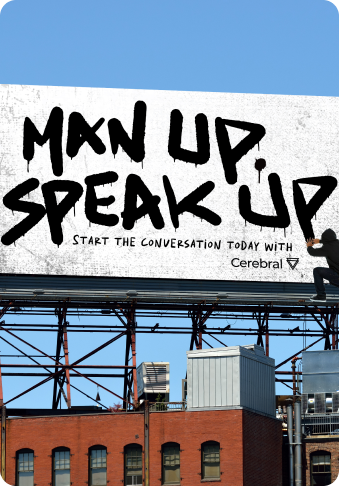 MAN UP.
SPEAK UP
START THE CONVERSATION TODAY WITH
Cerebral